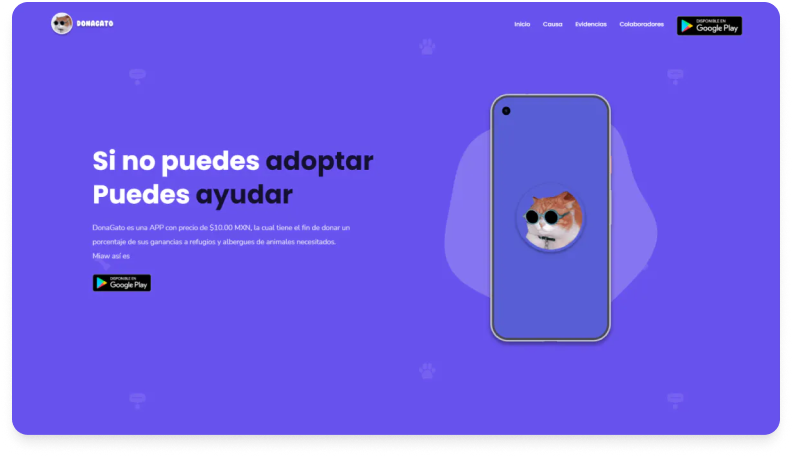 DONAGATO
Inicio Causa Evidencias Colaboradores
DISPONIBLE EN
Google Play
Si no puedes adoptar
Puedes ayudar
DonaGato es una APP con precio de $10.00 MXN, la cual tiene el fin de donar un
porcentaje de sus ganancias a refugios y albergues de animales necesitados.
Miaw así es
DISPONIBLE EN
Google Play